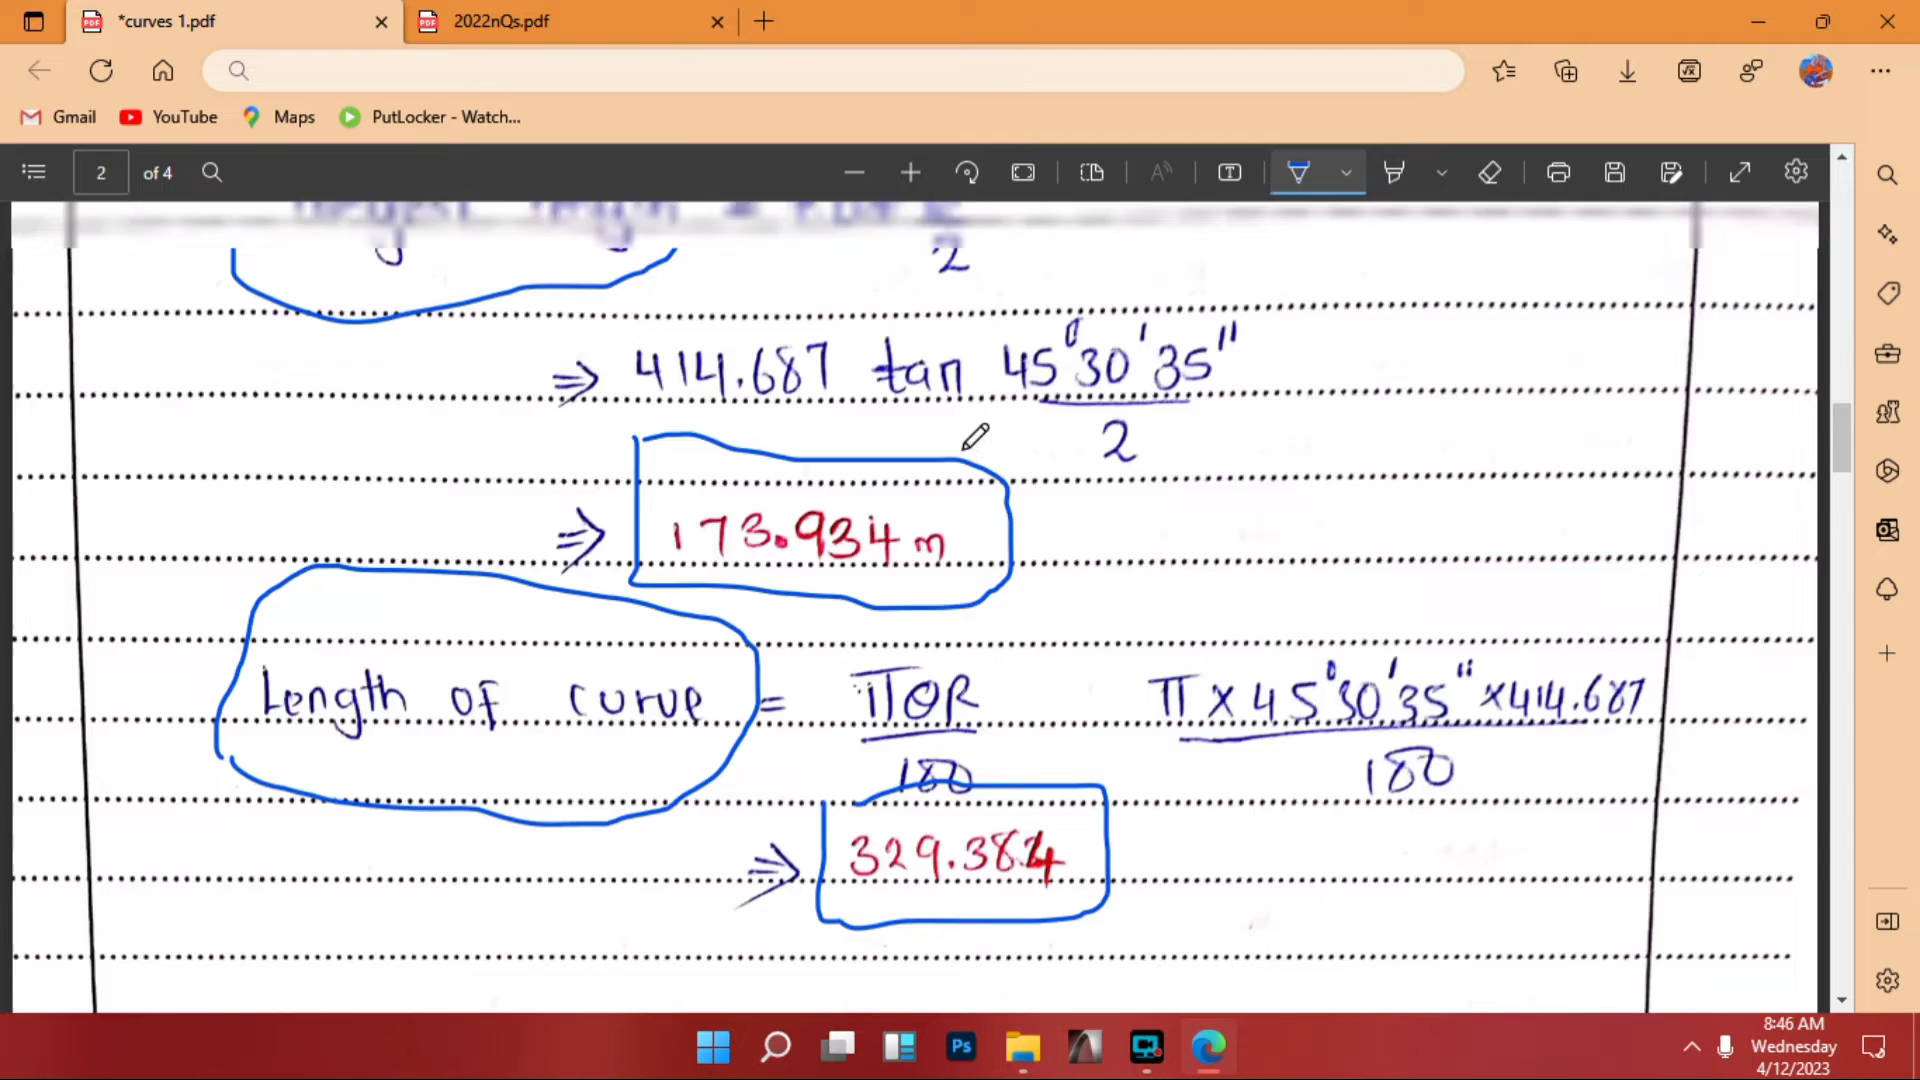 *curves 1.pdf
2022nQs.pdf
Gmail YouTube Maps PutLocker - Watch...
2 of 4
2
⇒ 414.687 tan 45°30'35"
2
⇒ 173.934m
Length of curve = πθR π × 45°30'35" × 414.687
180 180
⇒ 329.384
Ps
8:46 AM
Wednesday
4/12/2023